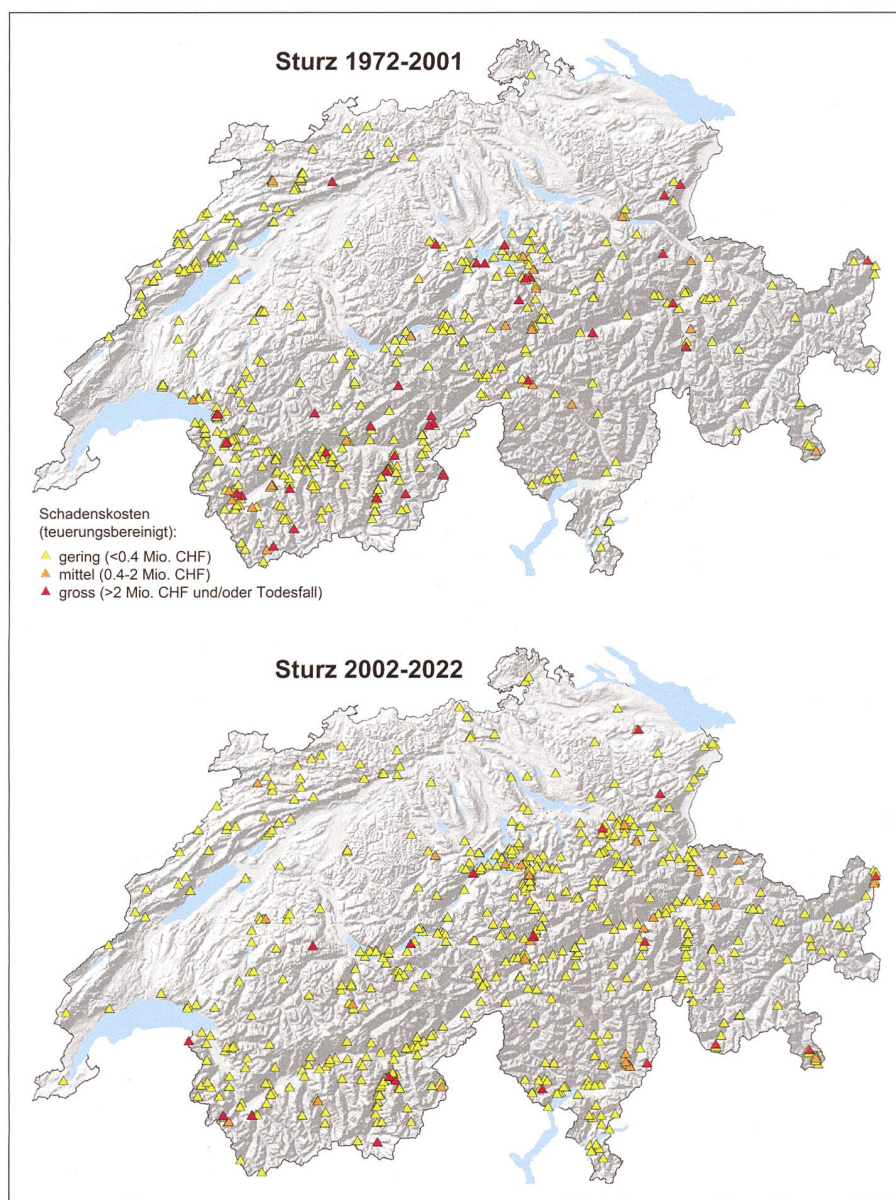 Sturz 1972-2001
Schadenskosten
(teuerungsbereinigt):
gering (<0.4 Mio. CHF)
mittel (0.4-2 Mio. CHF)
gross (>2 Mio. CHF und/oder Todesfall)
Sturz 2002-2022